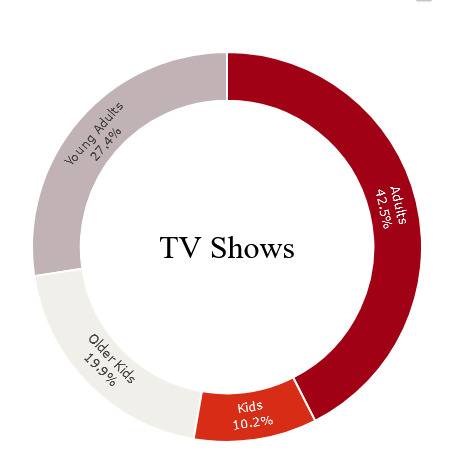 Young Adults
27.4%
Adults
42.5%
TV Shows
Older Kids
19.9%
Kids
10.2%